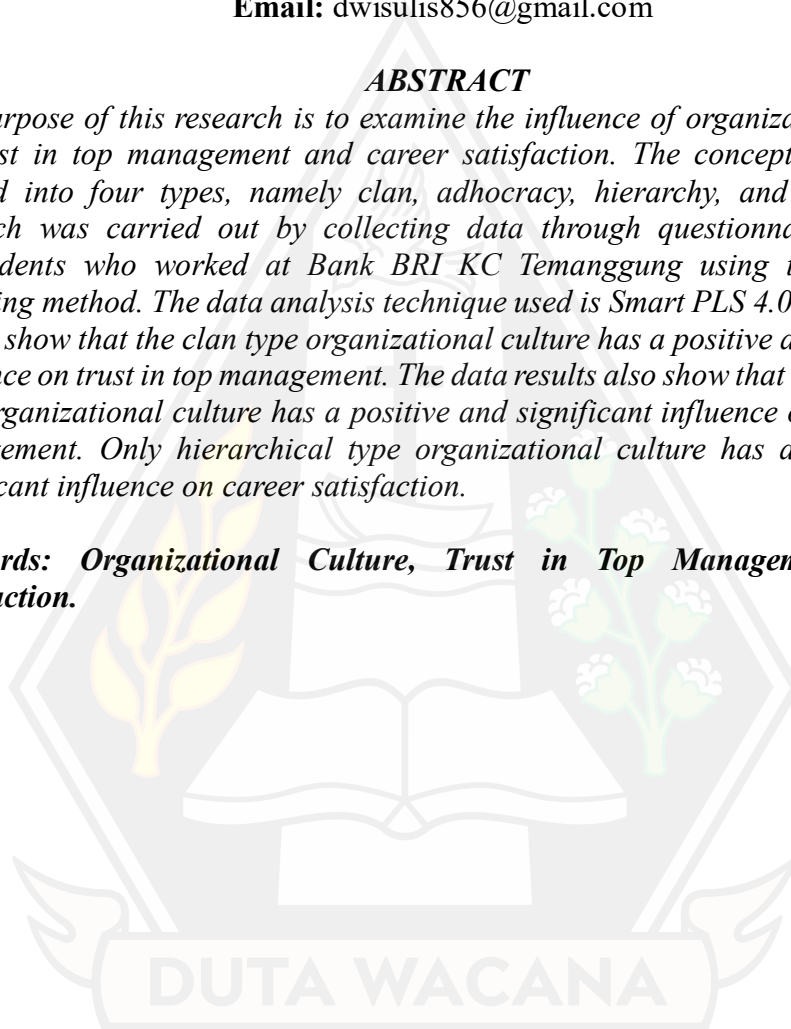 Email: dwisulis856@gmail.com
ABSTRACT
urpose of this research is to examine the influence of organiza
st in top management and career satisfaction. The concept
d into four types, namely clan, adhocracy, hierarchy, and
ch was carried out by collecting data through questionna
dents who worked at Bank BRI KC Temanggung using t
ing method. The data analysis technique used is Smart PLS 4.0
show that the clan type organizational culture has a positive a
nce on trust in top management. The data results also show that
rganizational culture has a positive and significant influence o
ement. Only hierarchical type organizational culture has a
cant influence on career satisfaction.
rds: Organizational Culture, Trust in Top Managem
ction.
DUTA WACANA